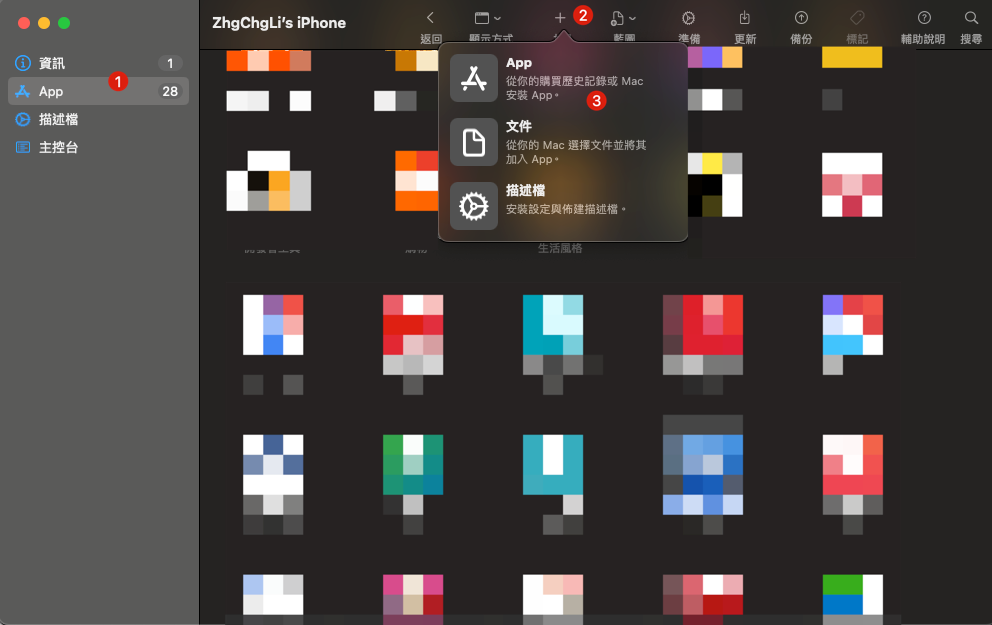 ZhgChgLi's iPhone
2
返回
顯示方式
藍圖
準備
更新
備份
標記
輔助說明
搜尋
資訊
1
App
1
28
描述檔
主控台
App
從你的購買歷史記錄或 Mac
安裝 App。
3
文件
從你的 Mac 選擇文件並將其
加入 App。
描述檔
安裝設定與佈建描述檔。
生活風格